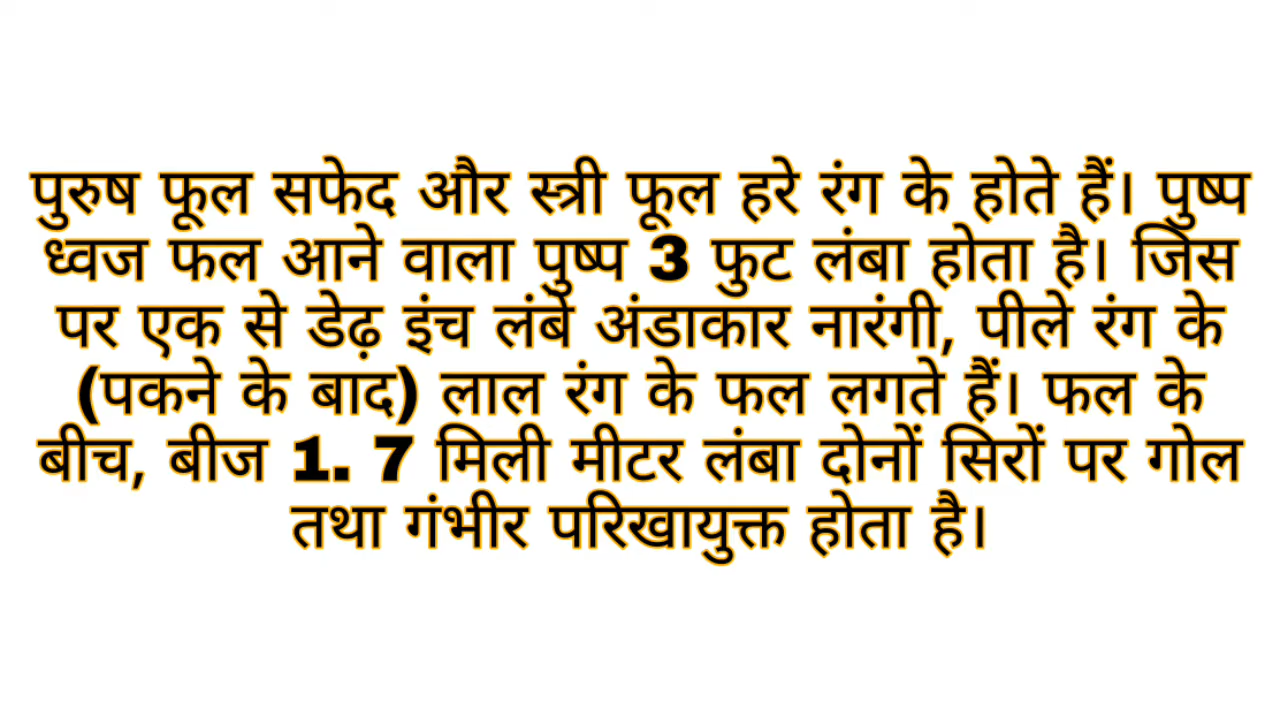 पुरुष फूल सफेद और स्त्री फूल हरे रंग के होते हैं। पुष्प
ध्वज फल आने वाला पुष्प 3 फुट लंबा होता है। जिस
पर एक से डेढ़ इंच लंबे अंडाकार नारंगी, पीले रंग के
(पकने के बाद) लाल रंग के फल लगते हैं। फल के
बीच, बीज 1. 7 मिली मीटर लंबा दोनों सिरों पर गोल
तथा गंभीर परिखायुक्त होता है।